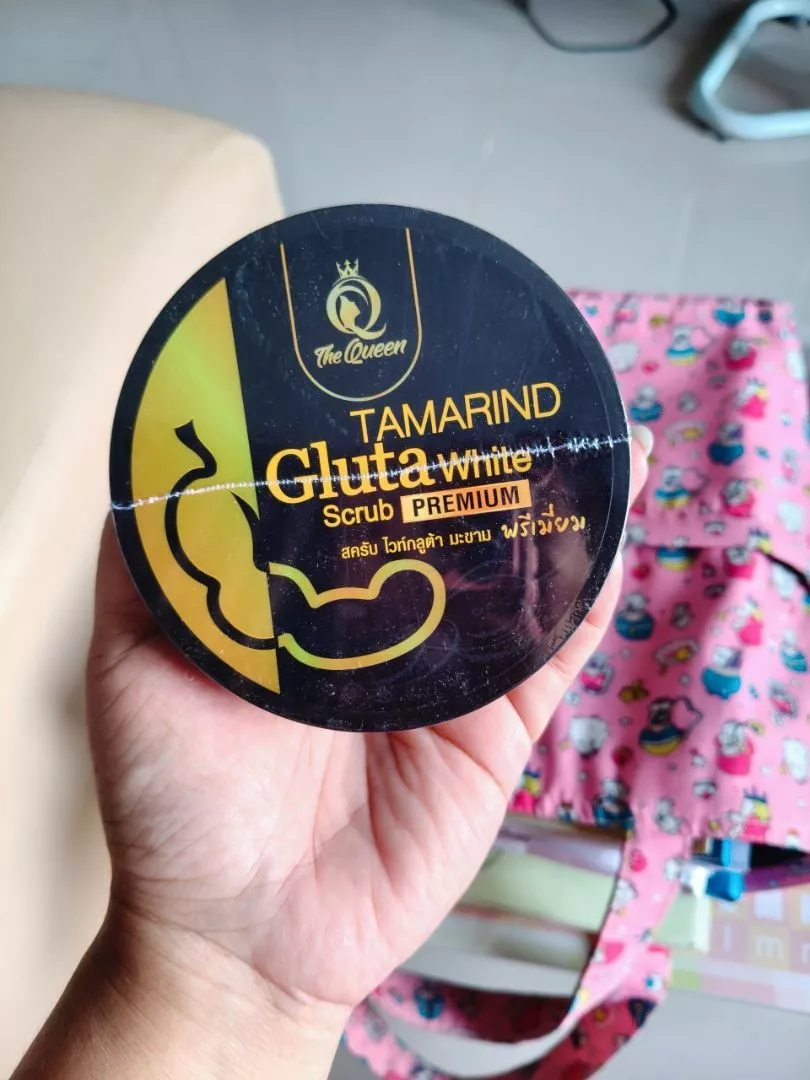 The Queen
TAMARIND
Gluta White
Scrub PREMIUM
สครับ ไวท์กลูต้า มะขาม พรีเมี่ยม